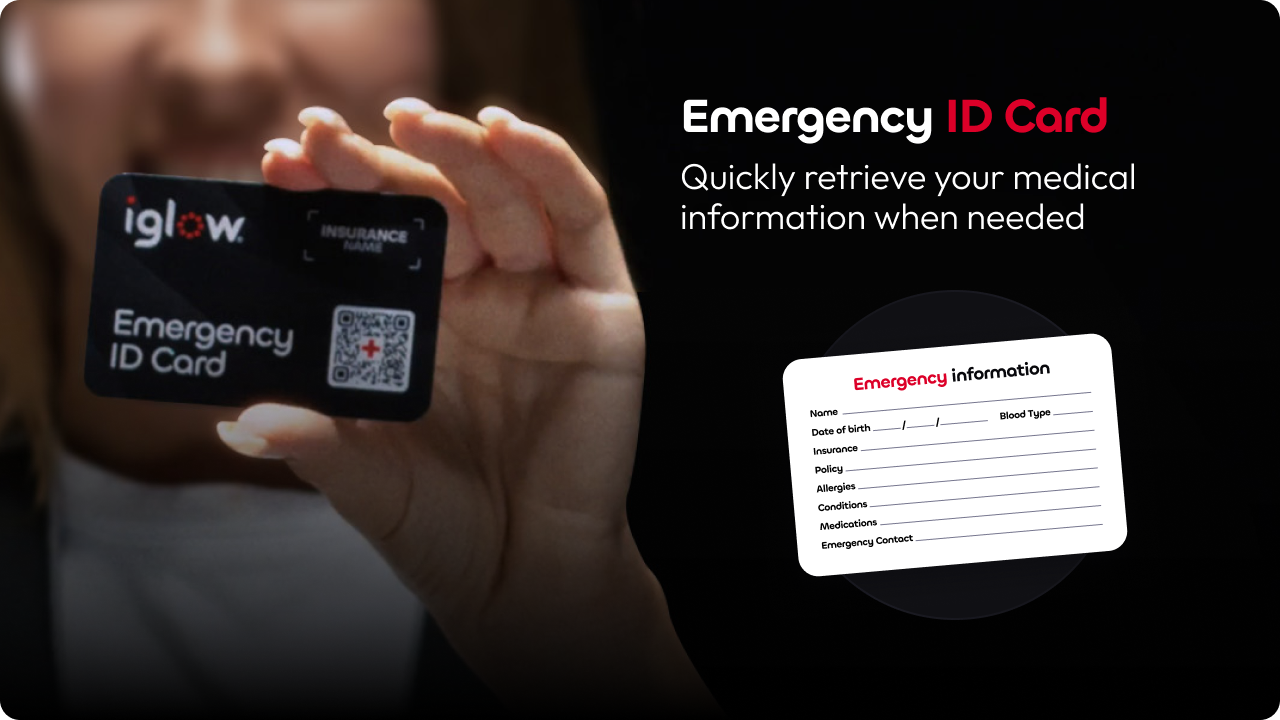 iglow.
INSURANCE
NAME
Emergency
ID Card
Emergency ID Card
Quickly retrieve your medical
information when needed
Emergency information
Name
Date of birth / / Blood Type
Insurance
Policy
Allergies
Conditions
Medications
Emergency Contact